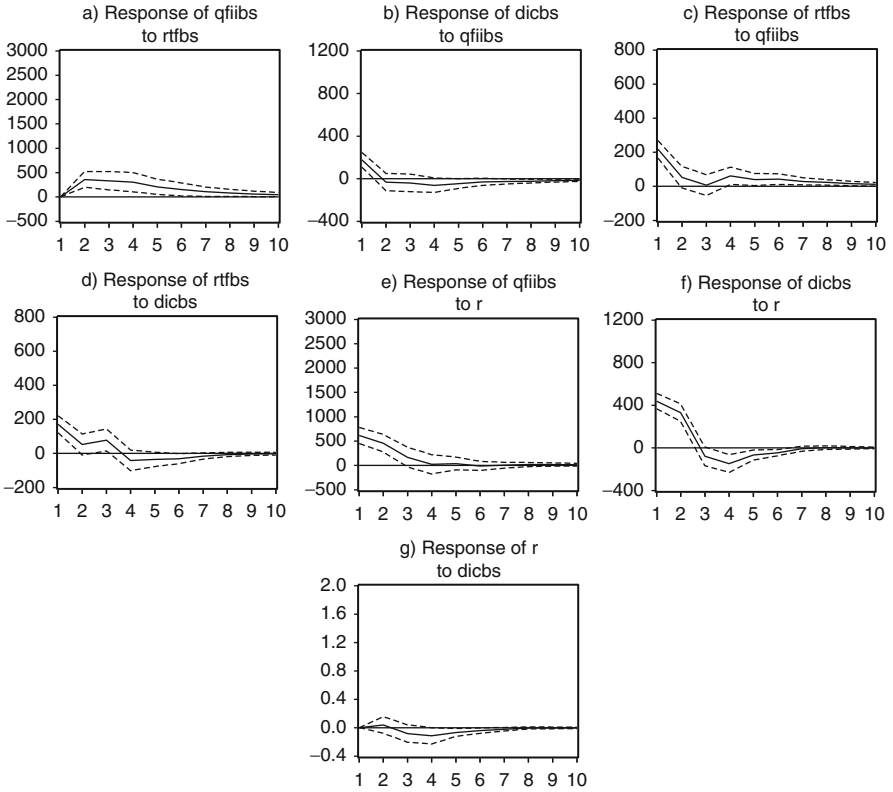 a) Response of qfiibs
to rtfbs
3000
2500
2000
1500
1000
500
0
−500
1 2 3 4 5 6 7 8 9 10
b) Response of dicbs
to qfiibs
1200
800
400
0
−400
1 2 3 4 5 6 7 8 9 10
c) Response of rtfbs
to qfiibs
800
600
400
200
0
−200
1 2 3 4 5 6 7 8 9 10
d) Response of rtfbs
to dicbs
800
600
400
200
0
−200
1 2 3 4 5 6 7 8 9 10
e) Response of qfiibs
to r
3000
2500
2000
1500
1000
500
0
−500
1 2 3 4 5 6 7 8 9 10
f) Response of dicbs
to r
1200
800
400
0
−400
1 2 3 4 5 6 7 8 9 10
g) Response of r
to dicbs
2.0
1.6
1.2
0.8
0.4
0.0
−0.4
1 2 3 4 5 6 7 8 9 10